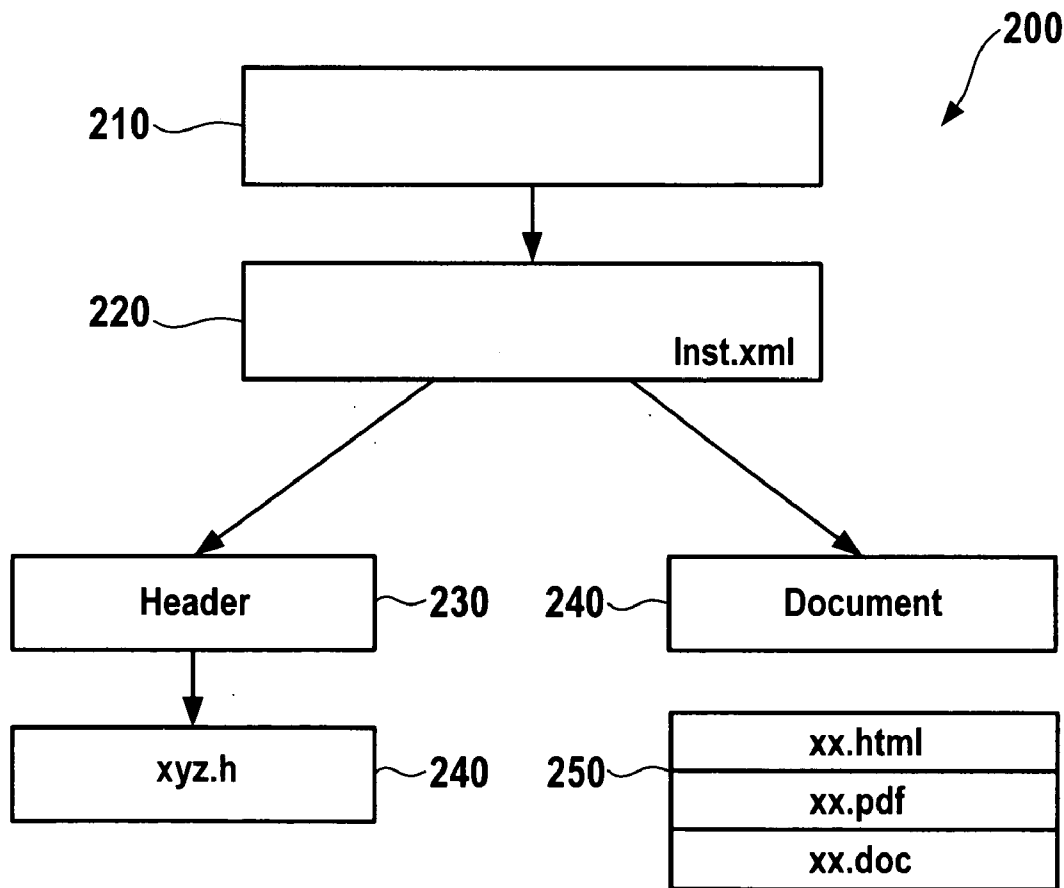 200
210
220
Inst.xml
Header
230
240
Document
xyz.h
240
250
xx.html
xx.pdf
xx.doc